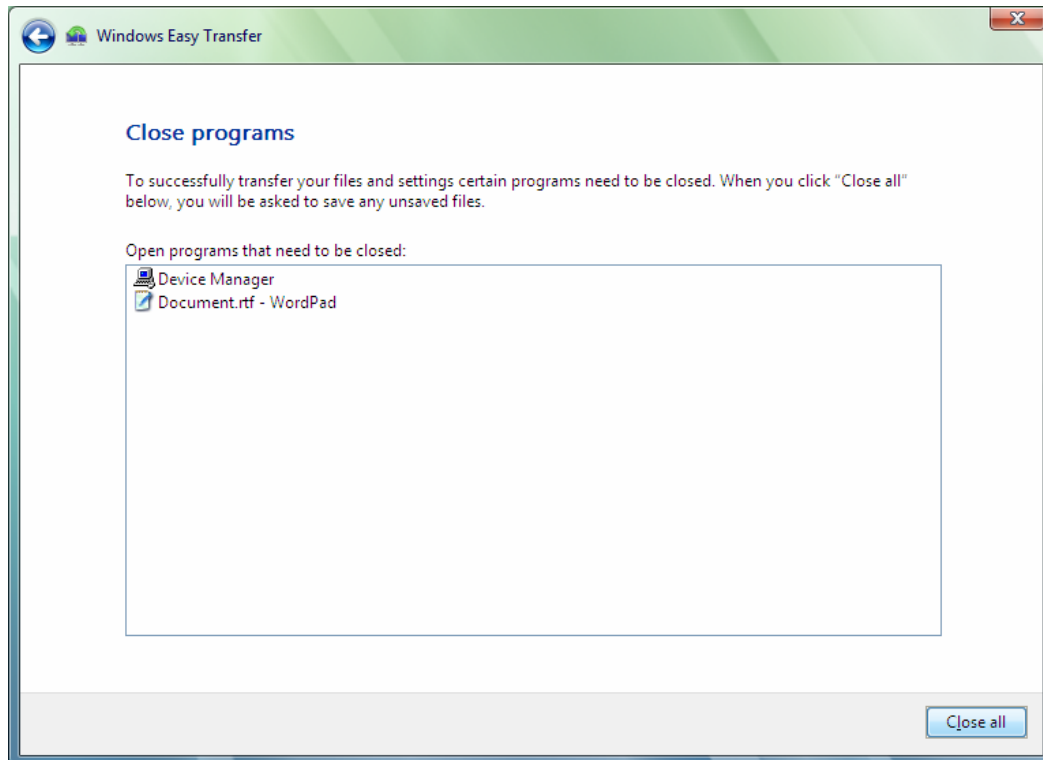 Windows Easy Transfer
X
Close programs
To successfully transfer your files and settings certain programs need to be closed. When you click "Close all"
below, you will be asked to save any unsaved files.
Open programs that need to be closed:
Device Manager
Document.rtf - WordPad
Close all